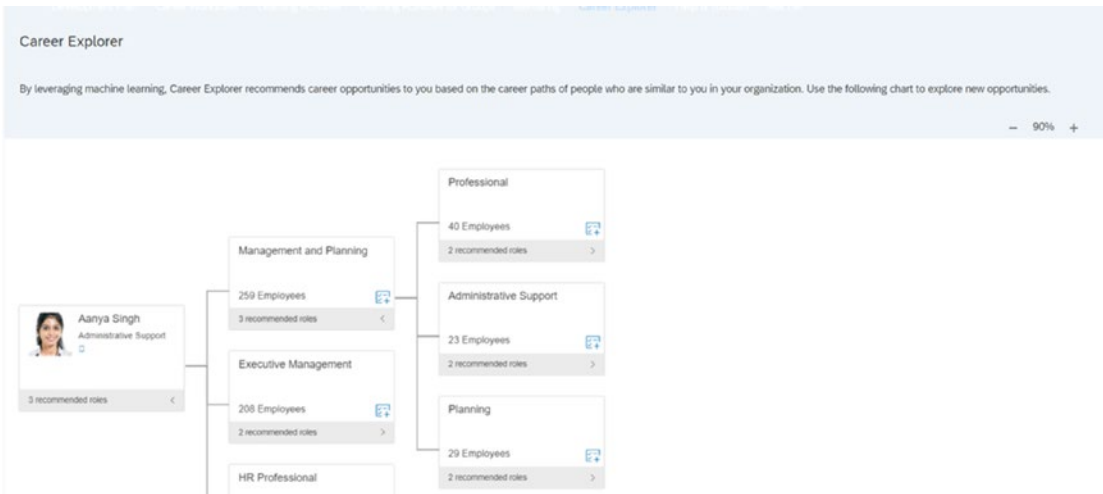 Career Explorer
Career Explorer
By leveraging machine learning, Career Explorer recommends career opportunities to you based on the career paths of people who are similar to you in your organization. Use the following chart to explore new opportunities.
− 90% +
Aanya Singh
Administrative Support
3 recommended roles <
Management and Planning
259 Employees
3 recommended roles <
Executive Management
208 Employees
2 recommended roles >
HR Professional
Professional
40 Employees
2 recommended roles >
Administrative Support
23 Employees
2 recommended roles >
Planning
29 Employees
2 recommended roles >